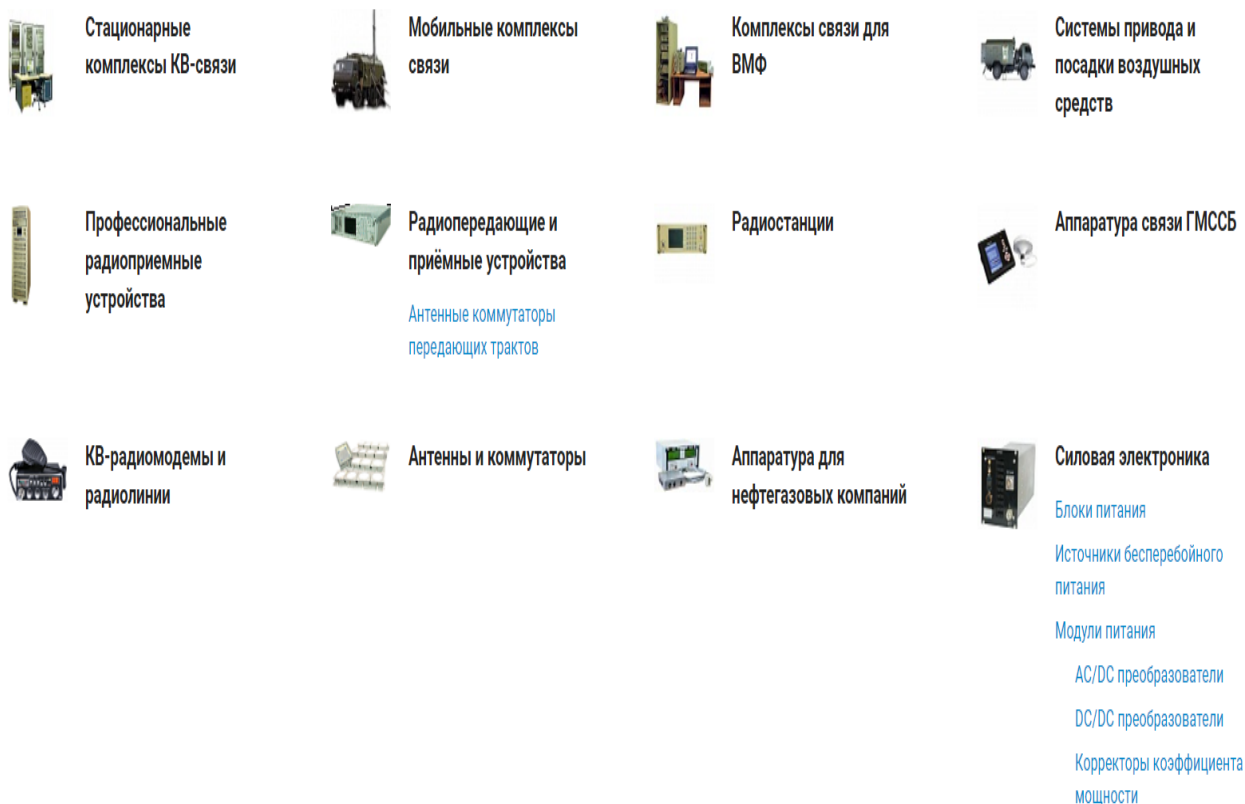 Стационарные
комплексы КВ-связи
Мобильные комплексы
связи
Комплексы связи для
ВМФ
Системы привода и
посадки воздушных
средств
Профессиональные
радиоприемные
устройства
Радиопередающие и
приёмные устройства
Антенные коммутаторы
передающих трактов
Радиостанции
Аппаратура связи ГМССБ
КВ-радиомодемы и
радиолинии
Антенны и коммутаторы
Аппаратура для
нефтегазовых компаний
Силовая электроника
Блоки питания
Источники бесперебойного
питания
Модули питания
AC/DC преобразователи
DC/DC преобразователи
Корректоры коэффициента
мощности